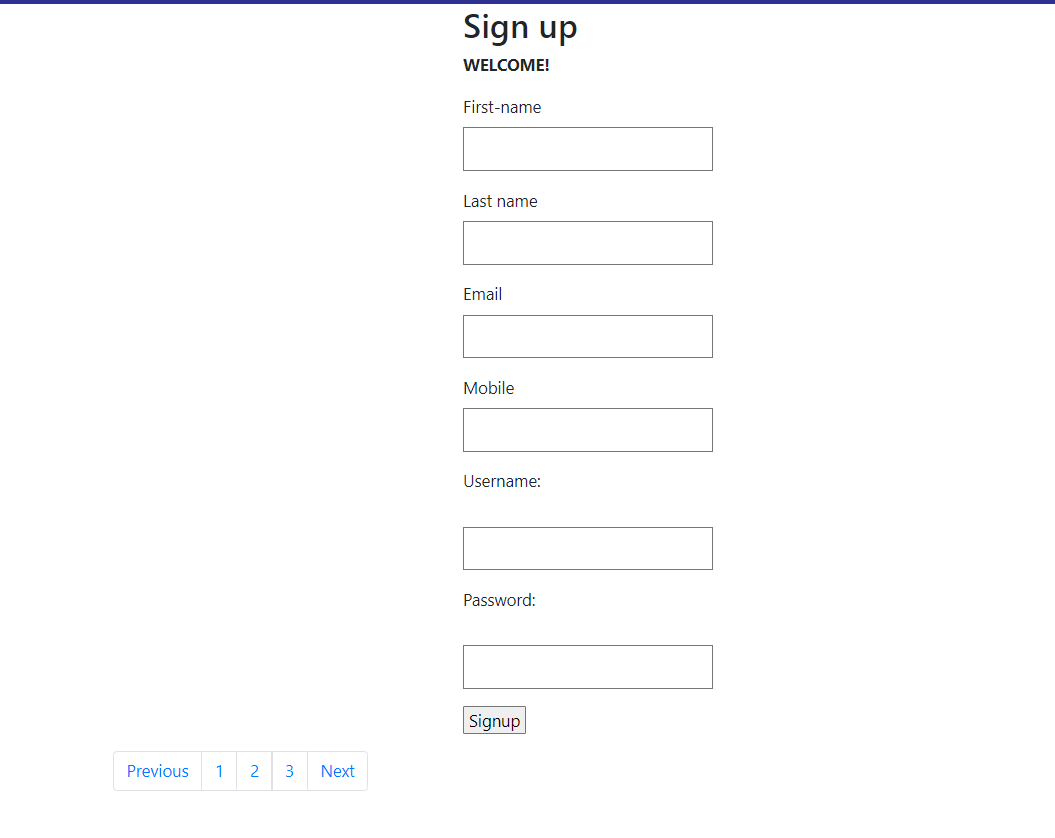 Sign up
WELCOME!
First-name
Last name
Email
Mobile
Username:
Password:
Signup
Previous 1 2 3 Next